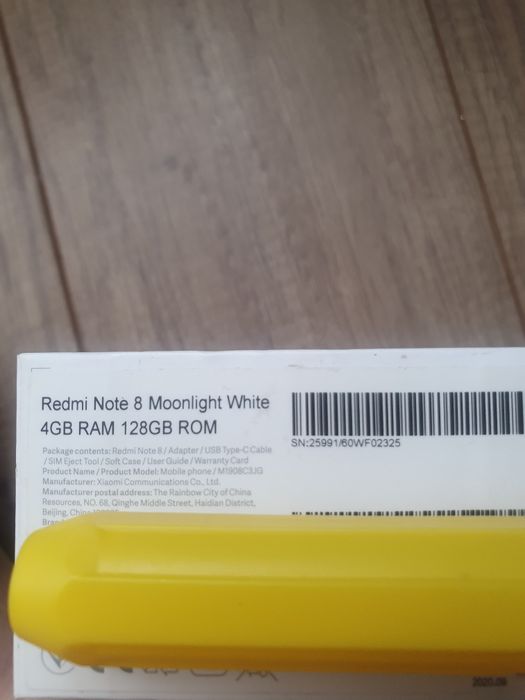 Redmi Note 8 Moonlight White
4GB RAM 128GB ROM
SN:25991/60WF02325
Package contents: Redmi Note 8 / Adapter / USB Type-C Cable
/ SIM Eject Tool / Soft Case / User Guide / Warranty Card
Product Name / Product Model: Mobile phone / M1908C3JG
Manufacturer: Xiaomi Communications Co., Ltd.
Manufacturer postal address: The Rainbow City of China
Resources, NO. 68, Qinghe Middle Street, Haidian District,
Beijing,
2020.09